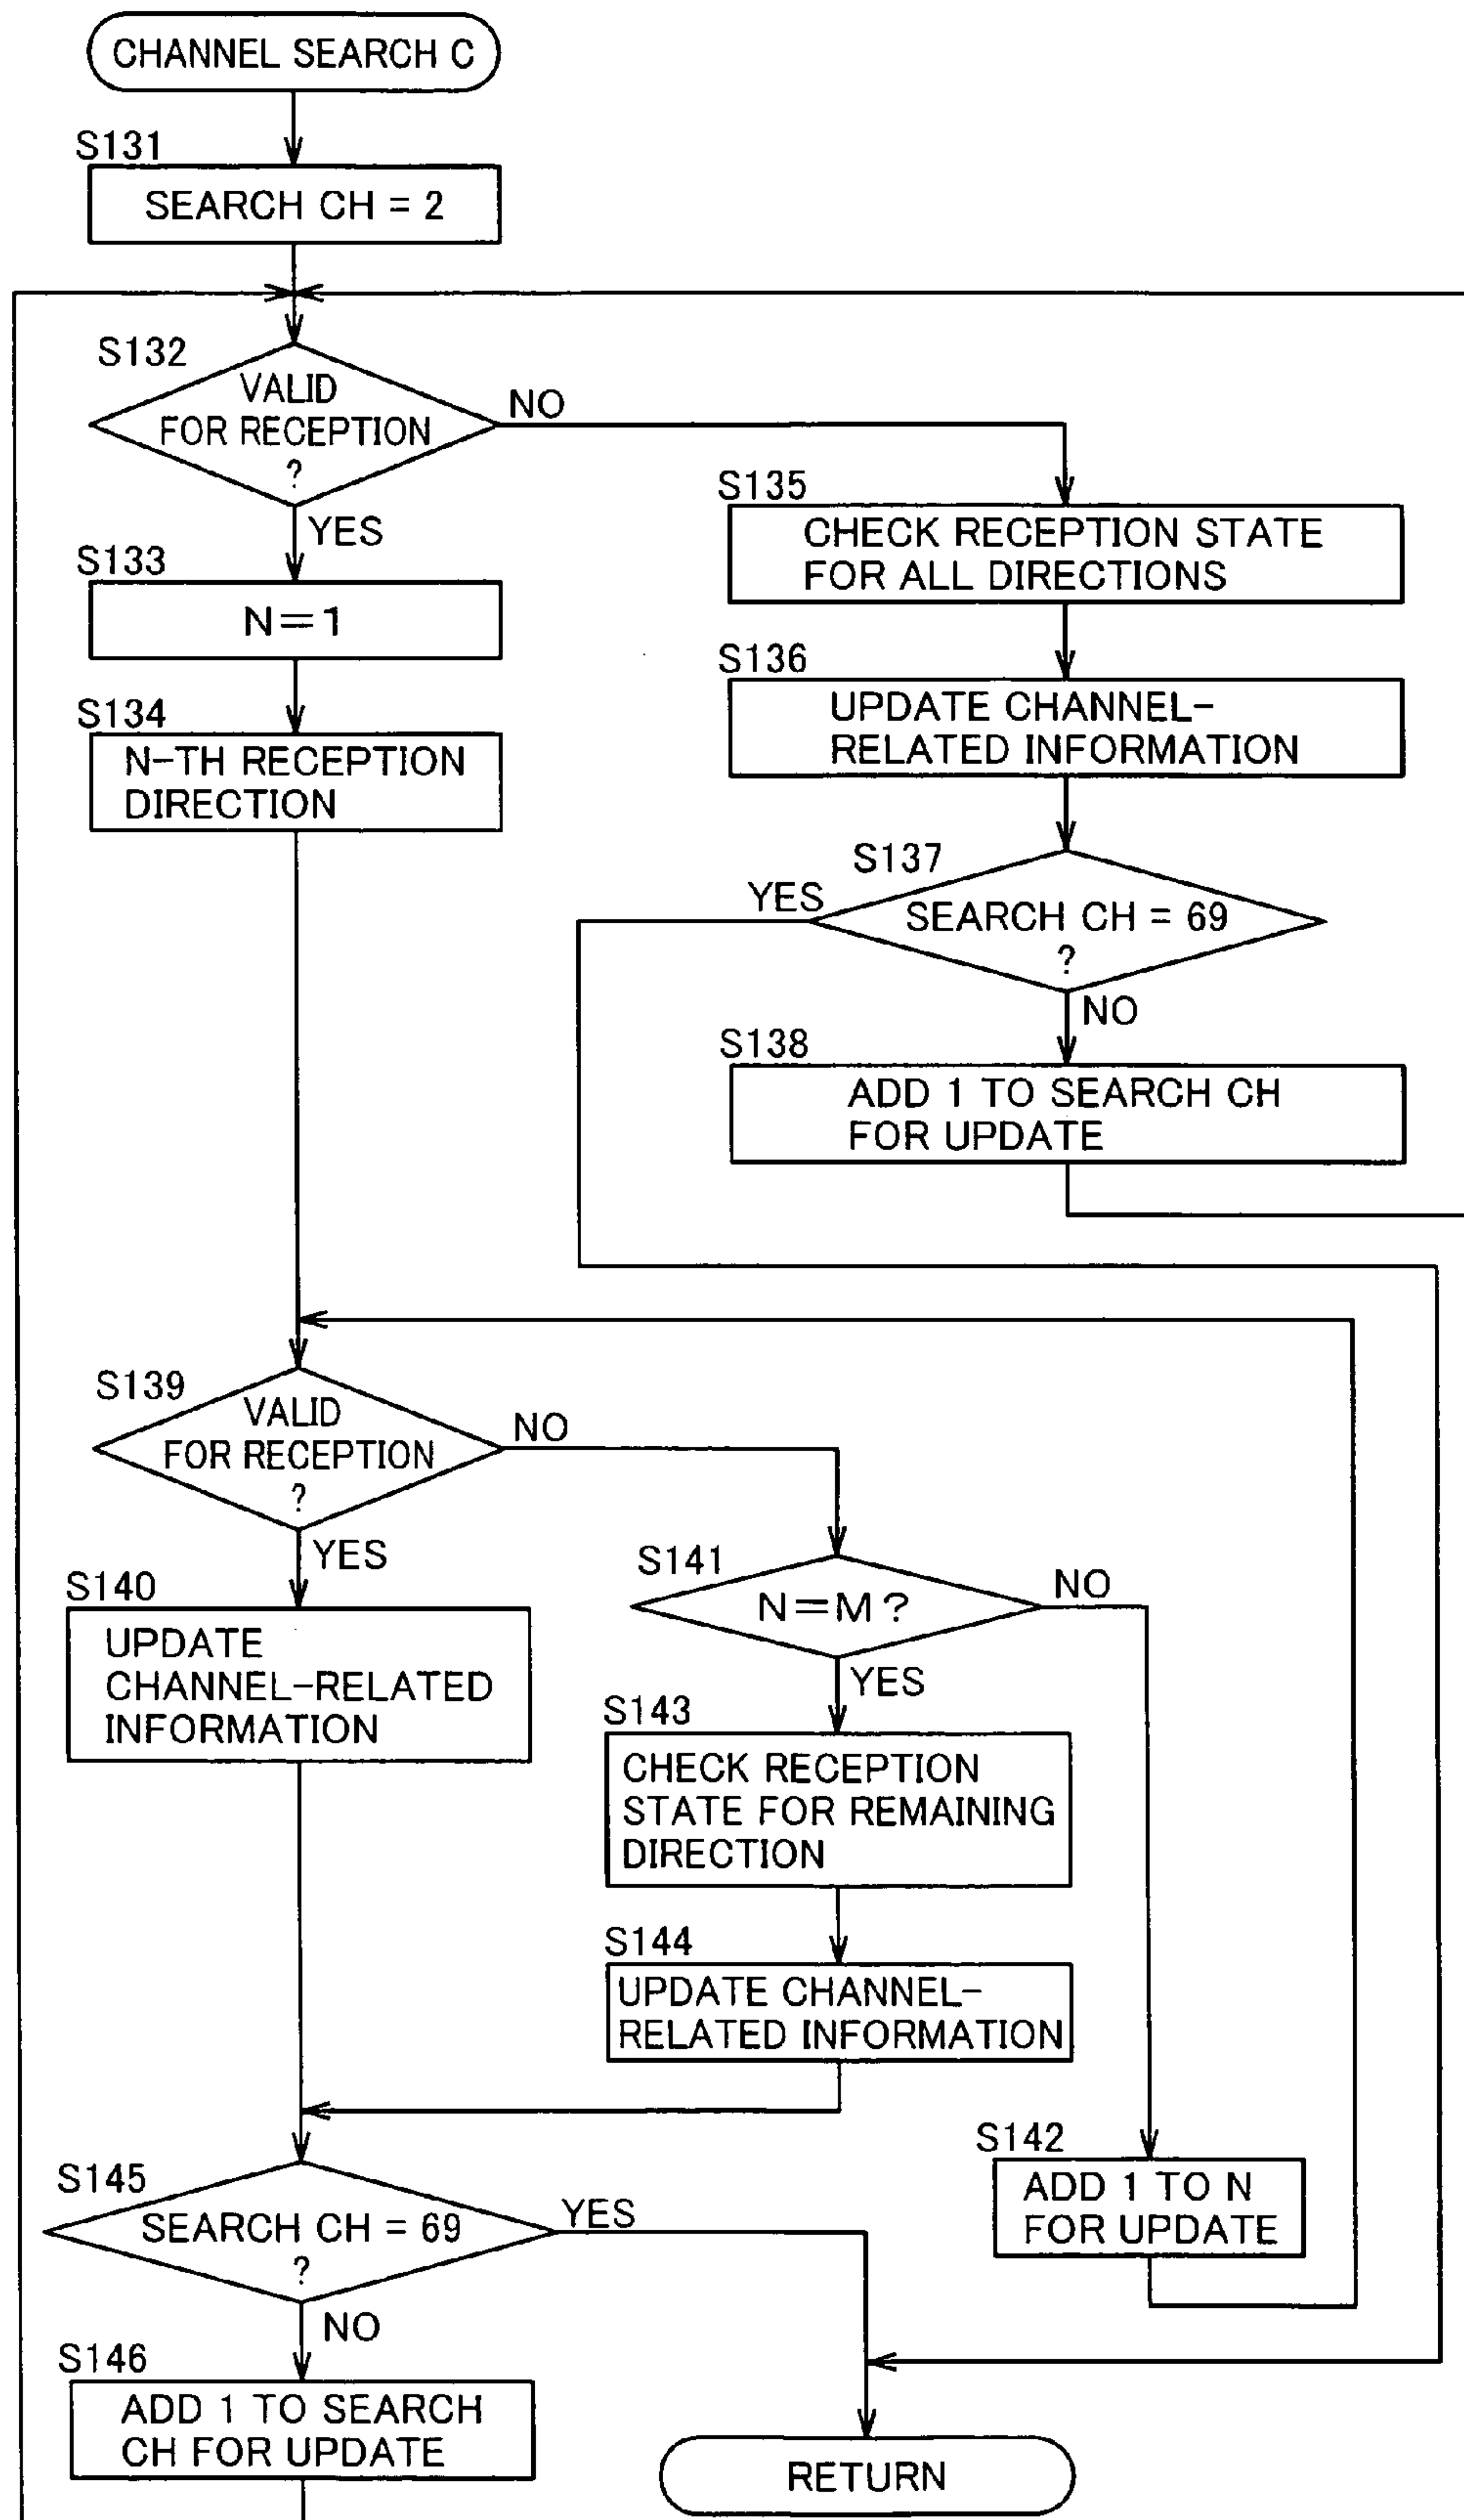 CHANNEL SEARCH C
S131
SEARCH CH = 2
S132
VALID
FOR RECEPTION
?
NO
YES
S133
N=1
S134
N-TH RECEPTION
DIRECTION
S135
CHECK RECEPTION STATE
FOR ALL DIRECTIONS
S136
UPDATE CHANNEL-
RELATED INFORMATION
S137
YES
SEARCH CH = 69
?
NO
S138
ADD 1 TO SEARCH CH
FOR UPDATE
S139
VALID
FOR RECEPTION
?
NO
YES
S140
UPDATE
CHANNEL-RELATED
INFORMATION
S141
N=M?
NO
YES
S143
CHECK RECEPTION
STATE FOR REMAINING
DIRECTION
S144
UPDATE CHANNEL-
RELATED INFORMATION
S142
ADD 1 TO N
FOR UPDATE
S145
SEARCH CH = 69
?
YES
NO
S146
ADD 1 TO SEARCH
CH FOR UPDATE
RETURN